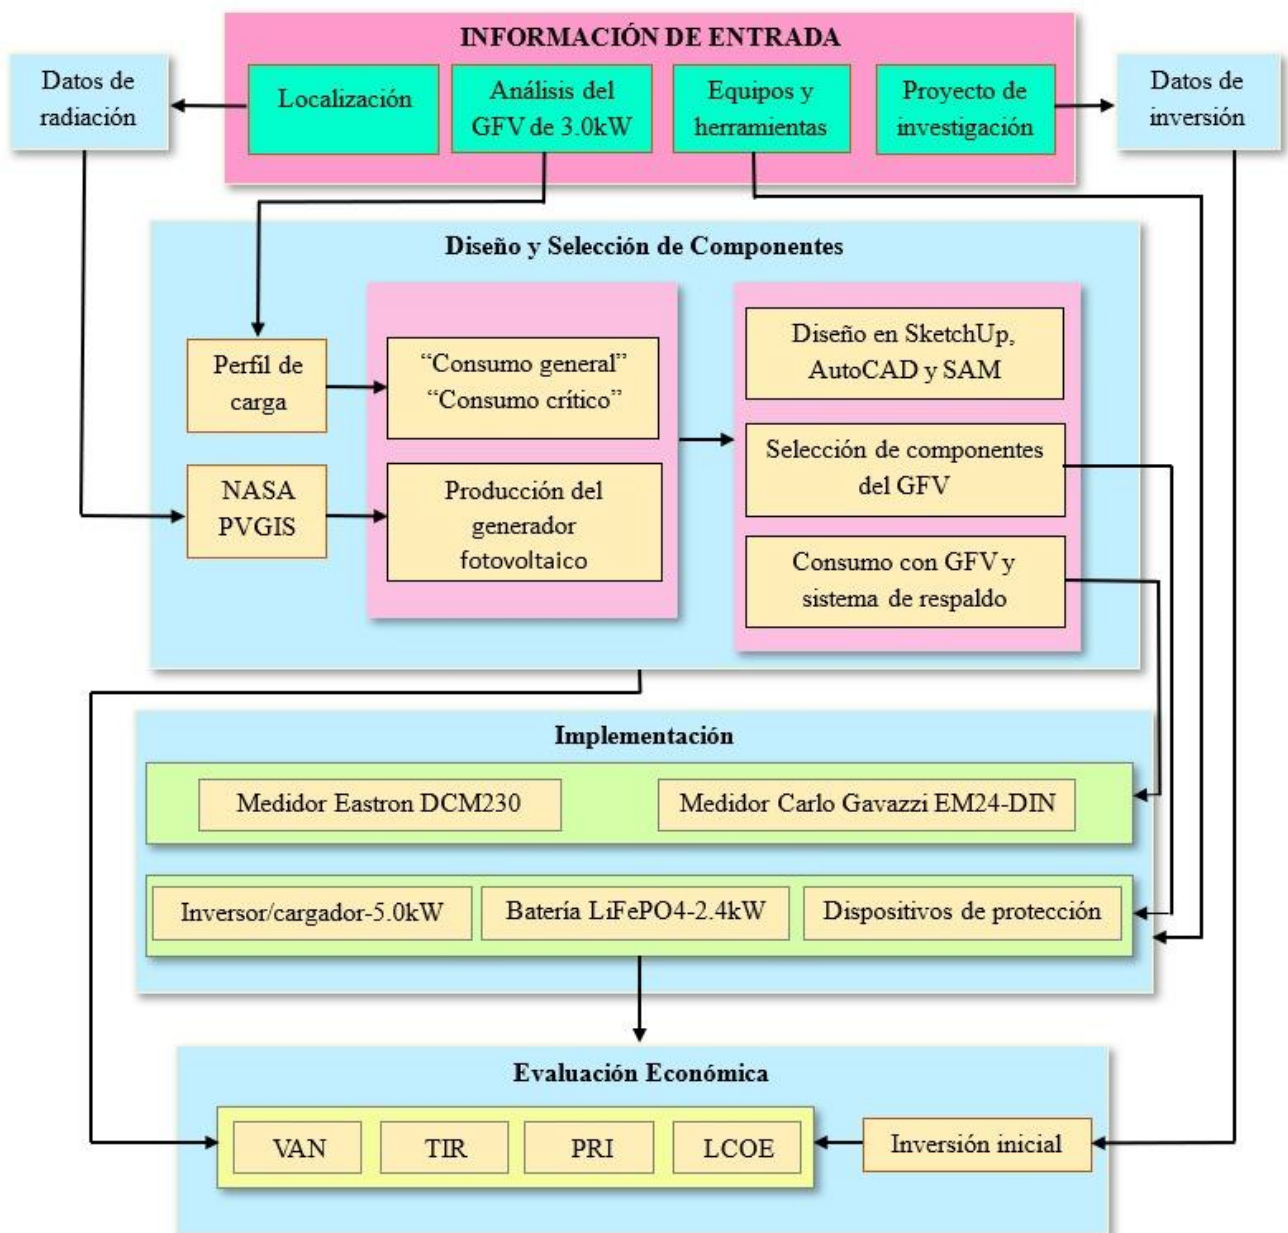 INFORMACIÓN DE ENTRADA
Datos de
radiación
Localización
Análisis del
GFV de 3.0kW
Equipos y
herramientas
Proyecto de
investigación
Datos de
inversión
Diseño y Selección de Componentes
Perfil de
carga
“Consumo general”
“Consumo crítico”
Diseño en SketchUp,
AutoCAD y SAM
NASA
PVGIS
Producción del
generador
fotovoltaico
Selección de componentes
del GFV
Consumo con GFV y
sistema de respaldo
Implementación
Medidor Eastron DCM230
Medidor Carlo Gavazzi EM24-DIN
Inversor/cargador-5.0kW
Batería LiFePO4-2.4kW
Dispositivos de protección
Evaluación Económica
VAN
TIR
PRI
LCOE
Inversión inicial